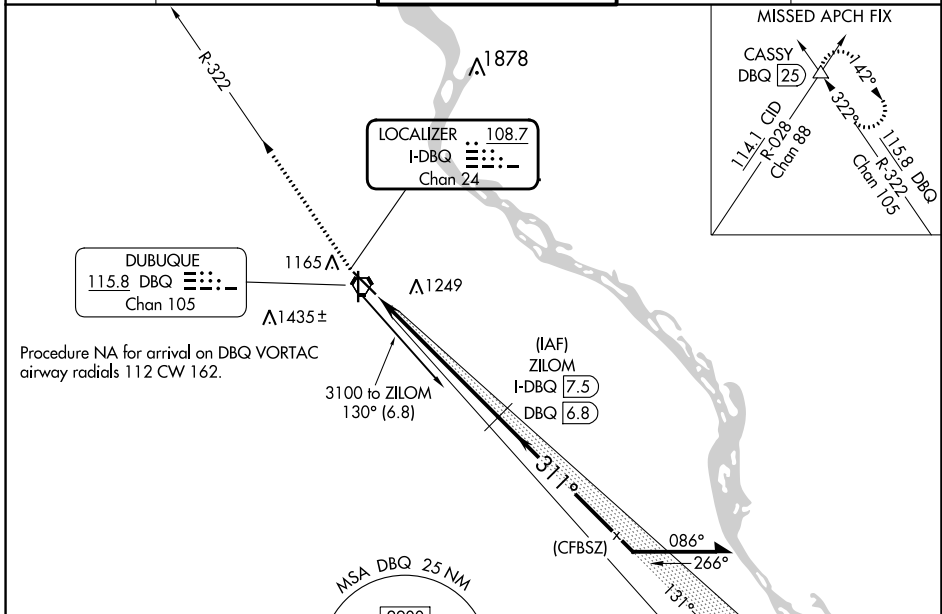 MISSED APCH FIX
CASSY
DBQ 25
142°
322°
114.1 CID
R-028
Chan 88
115.8 DBQ
R-322
Chan 105
R-322
1878
LOCALIZER 108.7
I-DBQ
Chan 24
DUBUQUE
115.8 DBQ
Chan 105
1165
1249
1435±
Procedure NA for arrival on DBQ VORTAC
airway radials 112 CW 162.
3100 to ZILOM
130° (6.8)
(IAF)
ZILOM
I-DBQ 7.5
DBQ 6.8
311°
(CFBSZ)
086°
266°
131°
MSA DBQ 25 NM